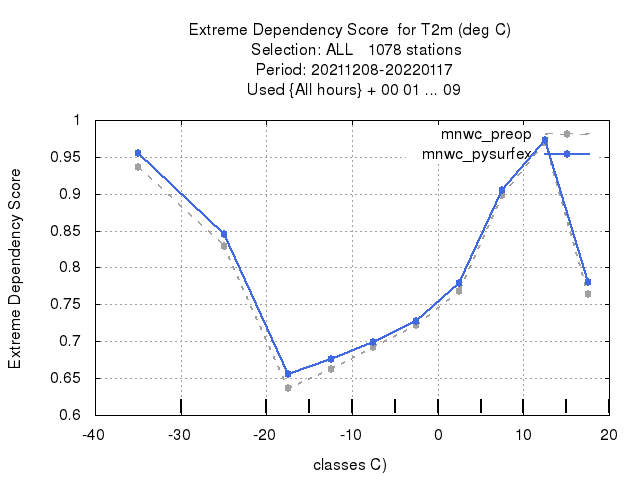 Extreme Dependency Score  for T2m (deg C)
Selection: ALL   1078 stations
Period: 20211208-20220117
Used {All hours} + 00 01 ... 09
mnwc_preop
mnwc_pysurfex
Extreme Dependency Score
1
0.95
0.9
0.85
0.8
0.75
0.7
0.65
0.6
-40 -30 -20 -10 0 10 20
classes C)